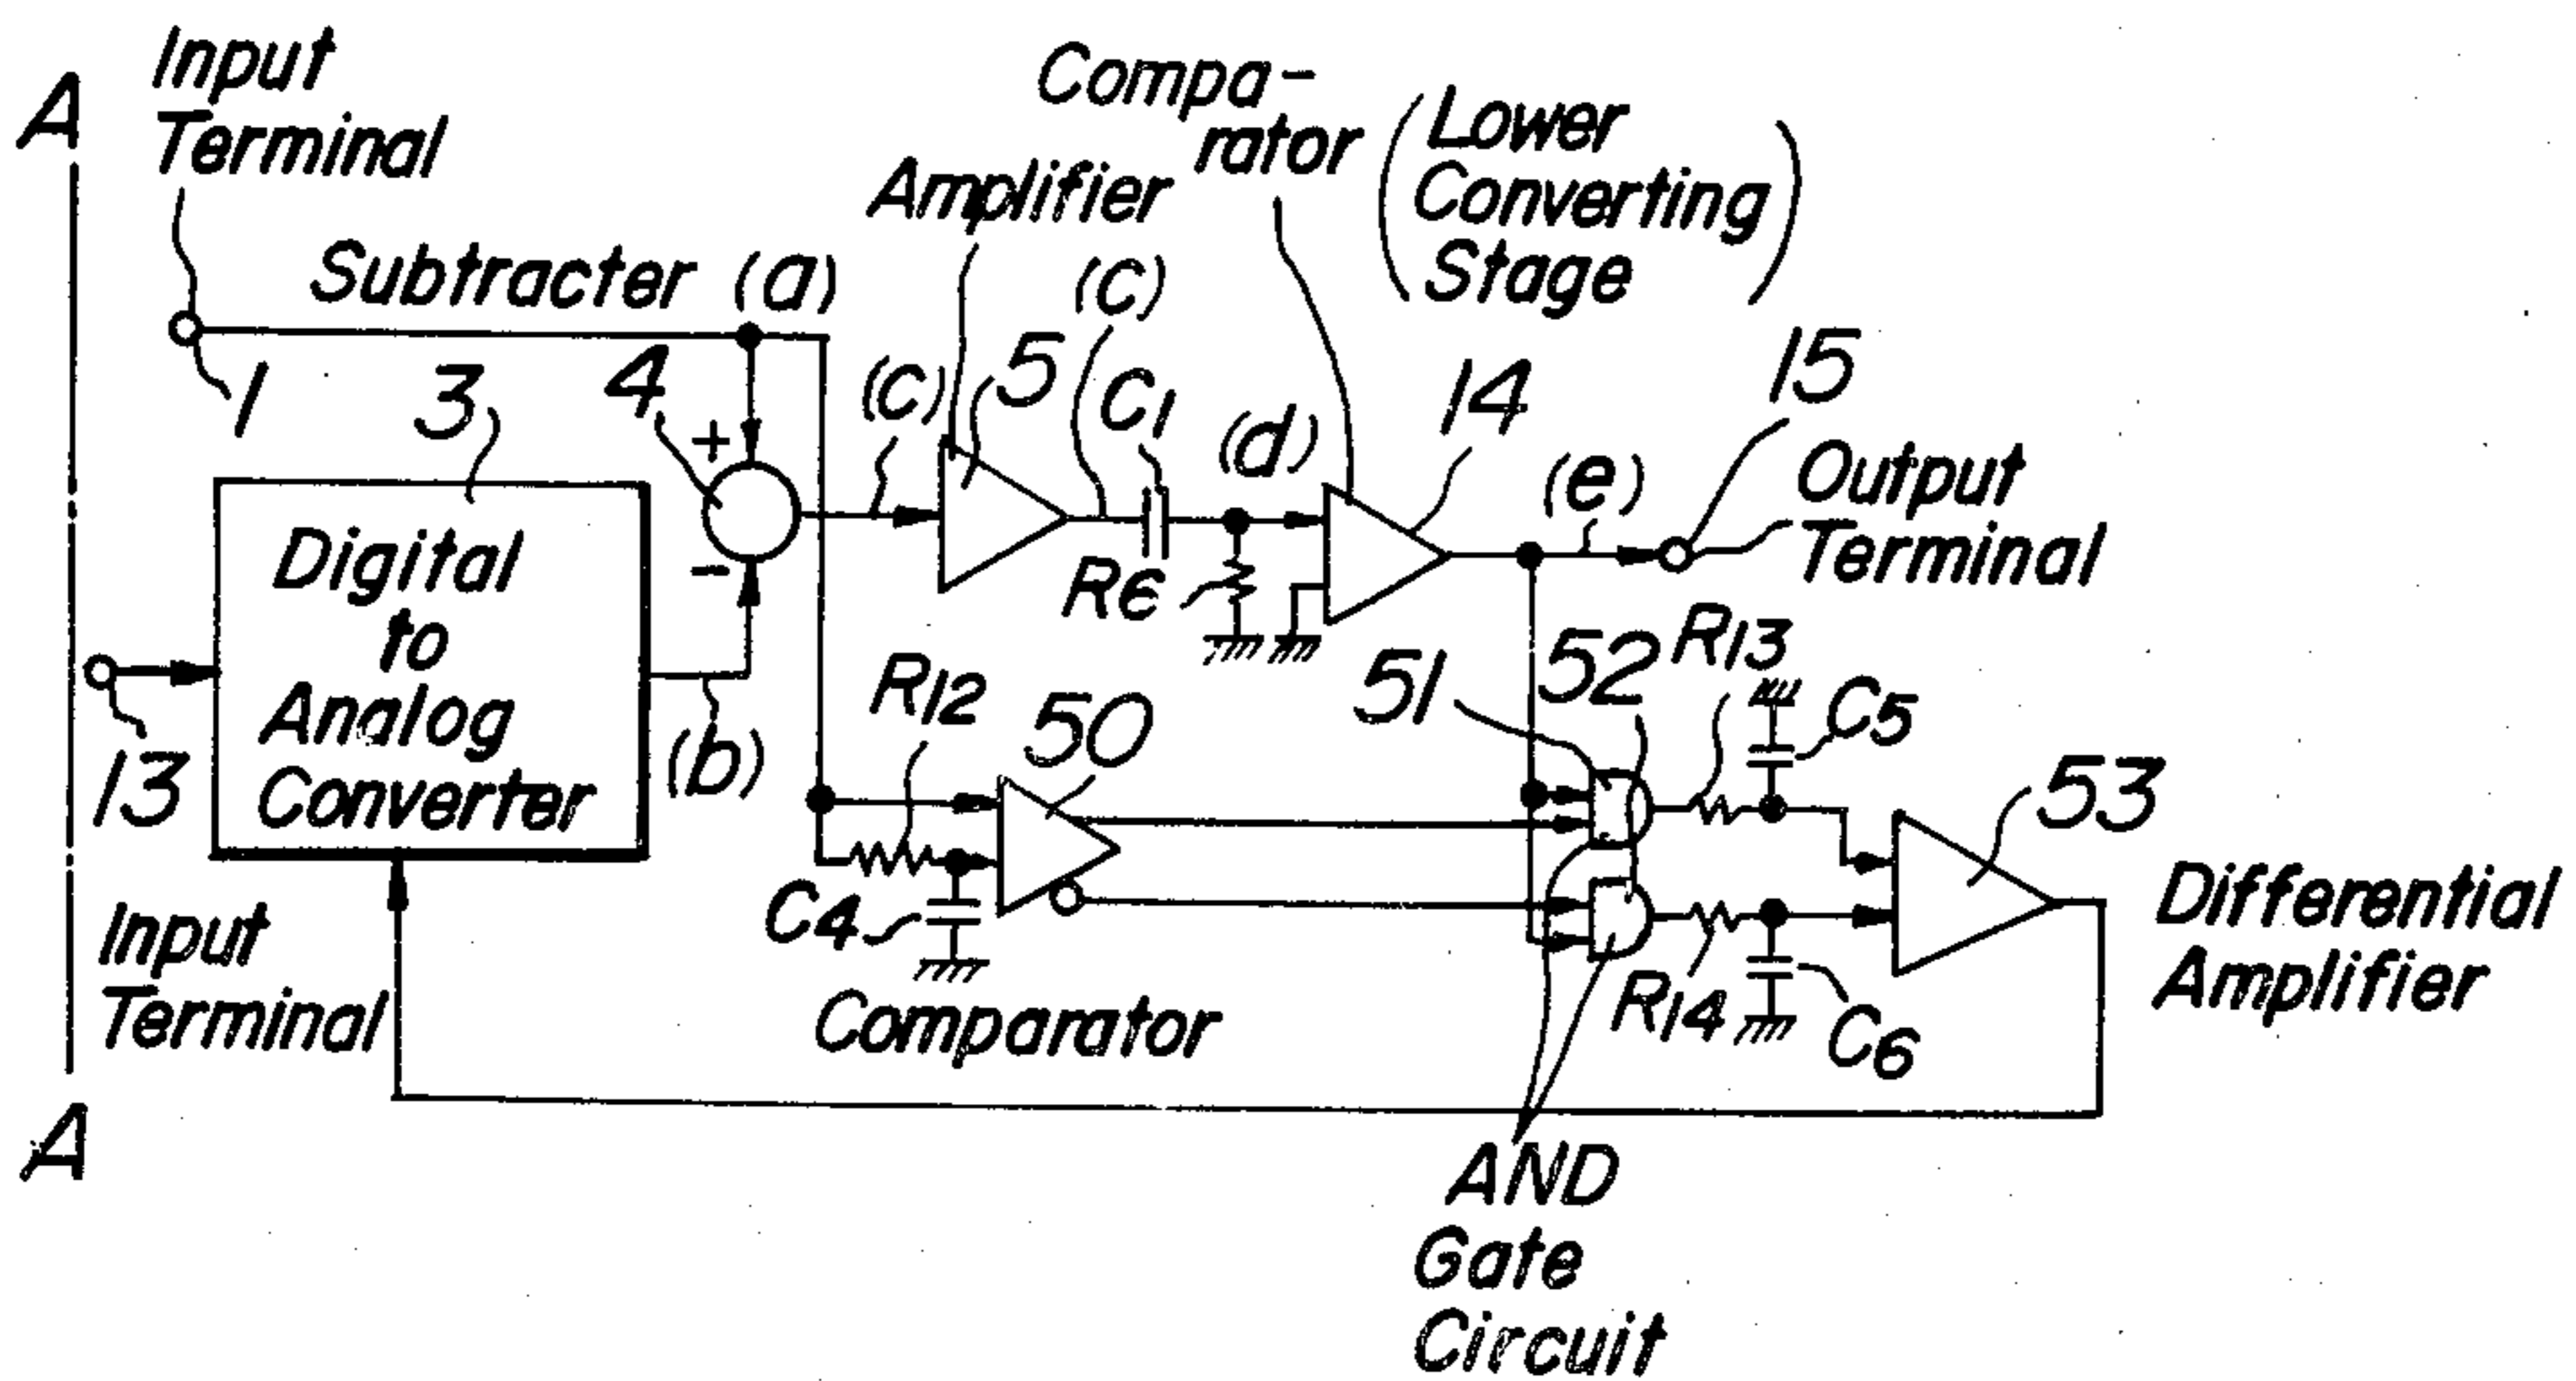 A
Input
Terminal
1
Subtracter
(a)
Amplifier
Compa-
rator
(Lower
Converting
Stage)
3
4
+
-
(c)
5
(c)
C1
(d)
R6
14
(e)
15
Output
Terminal
Digital
to
Analog
Converter
13
(b)
Input
Terminal
R12
50
C4
Comparator
51
52
R13
C5
53
R14
C6
Differential
Amplifier
AND
Gate
Circuit
A